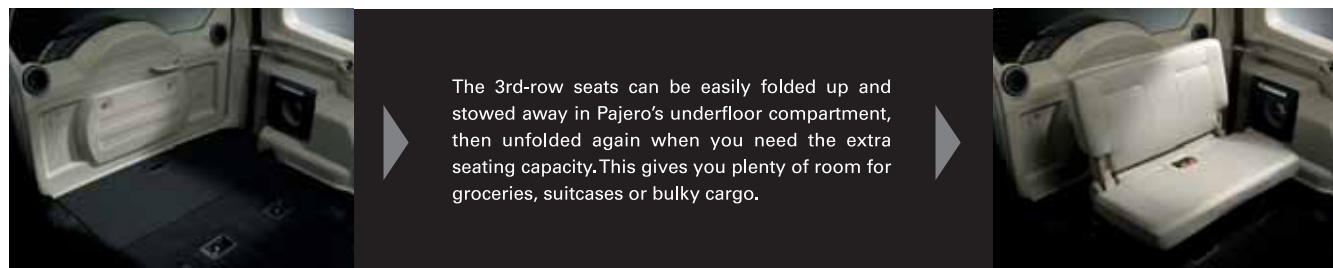 The 3rd-row seats can be easily folded up and
stowed away in Pajero's underfloor compartment,
then unfolded again when you need the extra
seating capacity. This gives you plenty of room for
groceries, suitcases or bulky cargo.